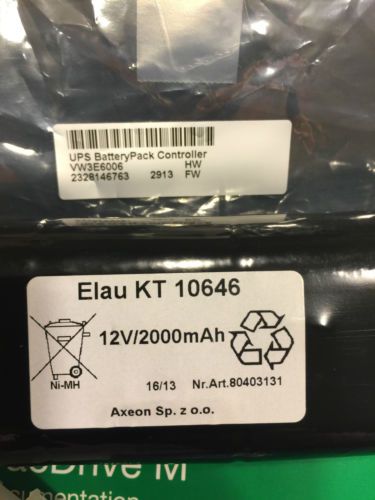 UPS BatteryPack Controller
VW3E6006 HW
2328146763 2913 FW
Elau KT 10646
12V/2000mAh
Ni-MH
16/13 Nr.Art.80403131
Axeon Sp. z o.o.
Drive M